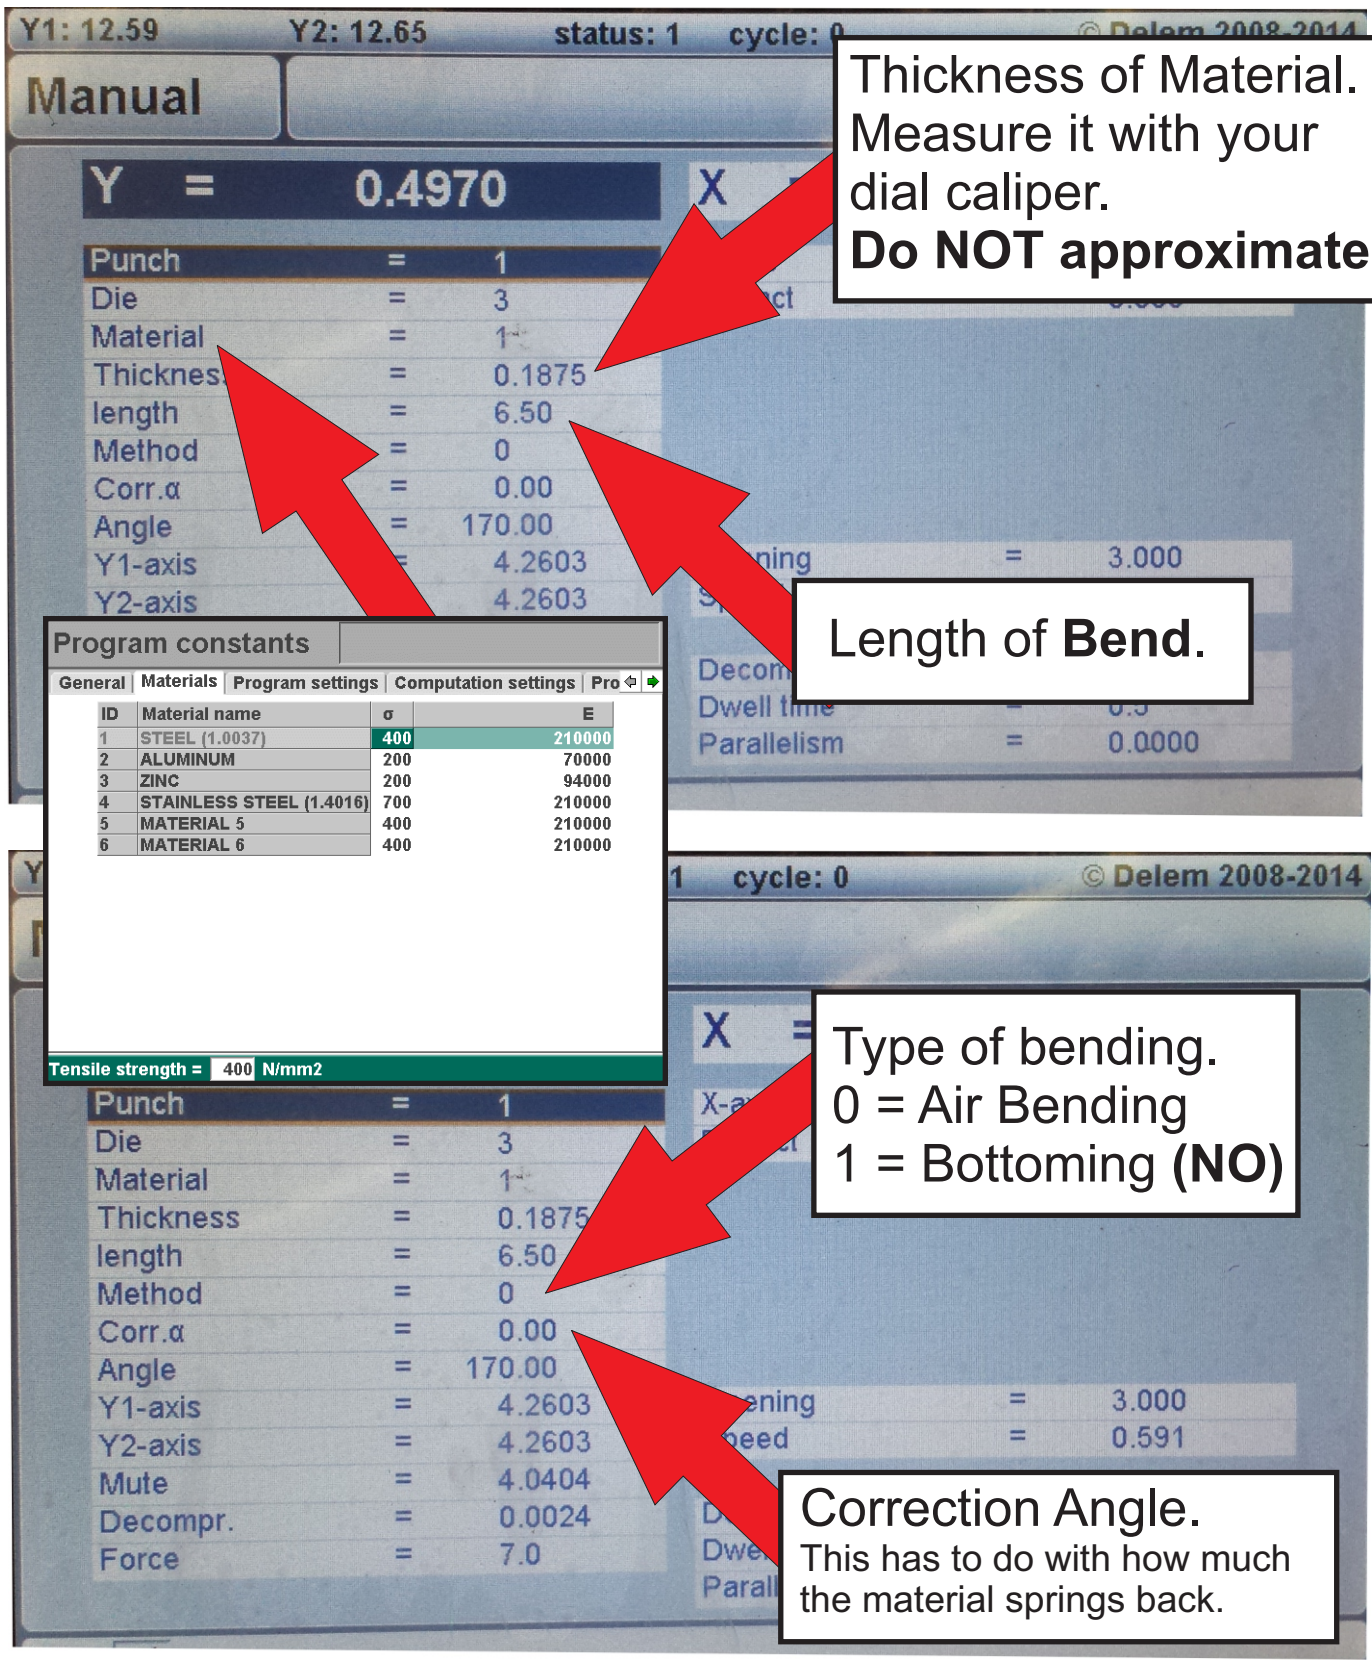 Y1: 12.59 Y2: 12.65 status: 1 cycle: 0 © Delem 2008-2014
Manual
Thickness of Material.
Measure it with your
dial caliper.
Do NOT approximate
Y = 0.4970 X =
Punch = 1
Die = 3
Material = 1
Thickness =  0.1875
length = 6.50
Method = 0
Corr.α = 0.00
Angle = 170.00
Y1-axis = 4.2603
Y2-axis 4.2603
= 3.000
Length of Bend.
Decom
Dwell time = 0.5
Parallelism = 0.0000
Program constants
General Materials Program settings Computation settings Pro
ID Material name σ E
1 STEEL (1.0037) 400 210000
2 ALUMINUM 200 70000
3 ZINC 200 94000
4 STAINLESS STEEL (1.4016) 700 210000
5 MATERIAL 5 400 210000
6 MATERIAL 6 400 210000
Tensile strength = 400 N/mm2
1 cycle: 0 © Delem 2008-2014
X =
Type of bending.
0 = Air Bending
1 = Bottoming (NO)
Punch = 1
Die = 3
Material = 1
Thickness = 0.1875
length = 6.50
Method = 0
Corr.α = 0.00
Angle = 170.00
Y1-axis = 4.2603
Y2-axis = 4.2603
Mute = 4.0404
Decompr. = 0.0024
Force = 7.0
= 3.000
= 0.591
Correction Angle.
This has to do with how much
the material springs back.